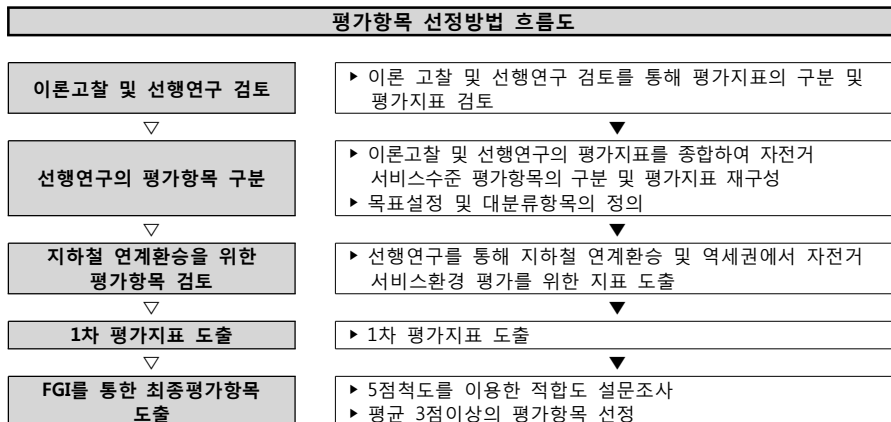 평가항목 선정방법 흐름도
이론고찰 및 선행연구 검토
▶ 이론 고찰 및 선행연구 검토를 통해 평가지표의 구분 및
평가지표 검토
▽ ▼
선행연구의 평가항목 구분
▶ 이론고찰 및 선행연구의 평가지표를 종합하여 자전거
서비스수준 평가항목의 구분 및 평가지표 재구성
▶ 목표설정 및 대분류항목의 정의
▽ ▼
지하철 연계환승을 위한
평가항목 검토
▶ 선행연구를 통해 지하철 연계환승 및 역세권에서 자전거
서비스환경 평가를 위한 지표 도출
▽ ▼
1차 평가지표 도출
▶ 1차 평가지표 도출
▽ ▼
FGI를 통한 최종평가항목
도출
▶ 5점척도를 이용한 적합도 설문조사
▶ 평균 3점이상의 평가항목 선정